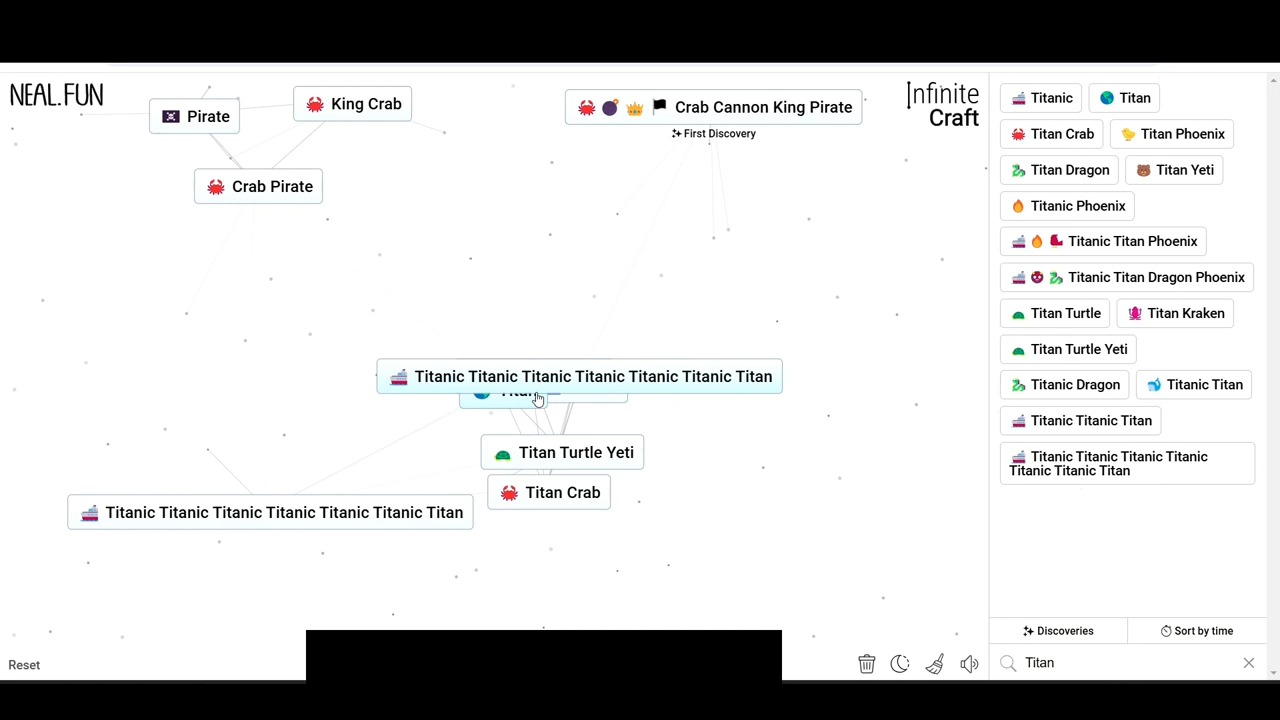 NEAL.FUN
Pirate
King Crab
Crab Cannon King Pirate
First Discovery
Infinite
Craft
Crab Pirate
Titanic Titanic Titanic Titanic Titanic Titanic Titan
Titan
Titan Turtle Yeti
Titan Crab
Titanic Titanic Titanic Titanic Titanic Titanic Titan
Reset
Titanic
Titan
Titan Crab
Titan Phoenix
Titan Dragon
Titan Yeti
Titanic Phoenix
Titanic Titan Phoenix
Titanic Titan Dragon Phoenix
Titan Turtle
Titan Kraken
Titan Turtle Yeti
Titanic Dragon
Titanic Titan
Titanic Titanic Titan
Titanic Titanic Titanic Titanic
Titanic Titanic Titan
Discoveries
Sort by time
Titan